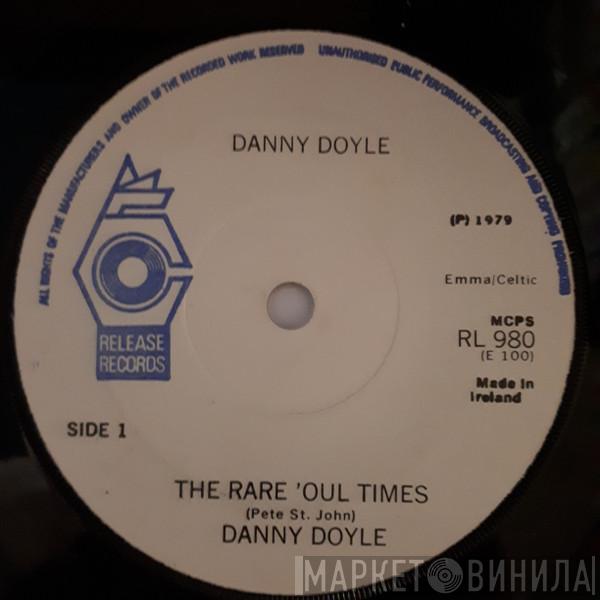 ALL RIGHTS OF THE MANUFACTURERS AND OWNER OF THE RECORDED WORK RESERVED UNAUTHORISED PUBLIC PERFORMANCE BROADCASTING AND COPYING PROHIBITED
DANNY DOYLE
(P) 1979
Emma/Celtic
MCPS
RL 980
(E 100)
RELEASE
RECORDS
Made in
Ireland
SIDE 1
THE RARE 'OUL TIMES
(Pete St. John)
DANNY DOYLE
МАРКЕТ ВИНИЛА